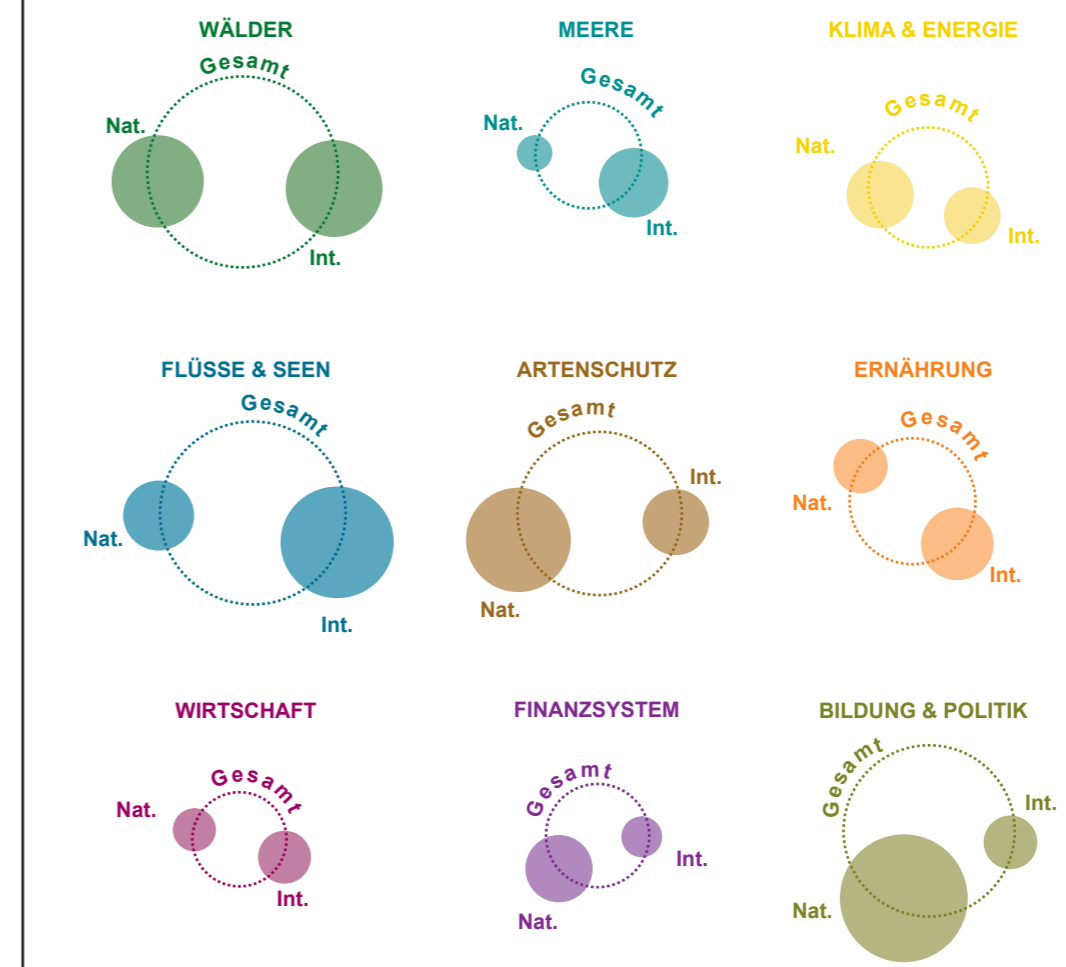 WÄLDER
Gesamt
Nat.
Int.
MEERE
Gesamt
Nat.
Int.
KLIMA & ENERGIE
Gesamt
Nat.
Int.
FLÜSSE & SEEN
Gesamt
Nat.
Int.
ARTENSCHUTZ
Gesamt
Int.
Nat.
ERNÄHRUNG
Gesamt
Nat.
Int.
WIRTSCHAFT
Gesamt
Nat.
Int.
FINANZSYSTEM
Gesamt
Int.
Nat.
BILDUNG & POLITIK
Gesamt
Int.
Nat.